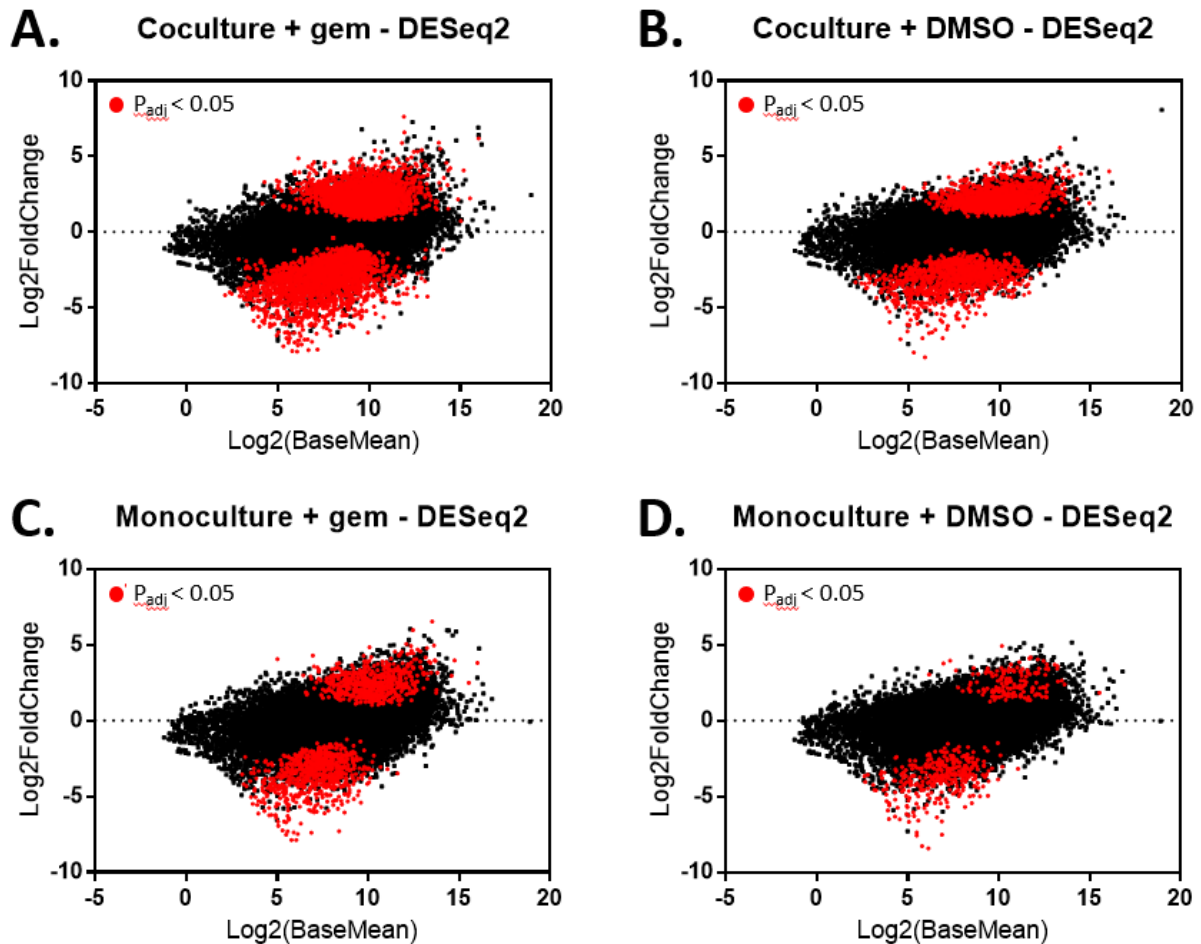 A.
Coculture + gem - DESeq2
Padj < 0.05
Log2FoldChange
10
5
0
-5
-10
-5
0
5
10
15
20
Log2(BaseMean)
B.
Coculture + DMSO - DESeq2
Padj < 0.05
Log2FoldChange
10
5
0
-5
-10
-5
0
5
10
15
20
Log2(BaseMean)
C.
Monoculture + gem - DESeq2
Padj < 0.05
Log2FoldChange
10
5
0
-5
-10
-5
0
5
10
15
20
Log2(BaseMean)
D.
Monoculture + DMSO - DESeq2
Padj < 0.05
Log2FoldChange
10
5
0
-5
-10
-5
0
5
10
15
20
Log2(BaseMean)